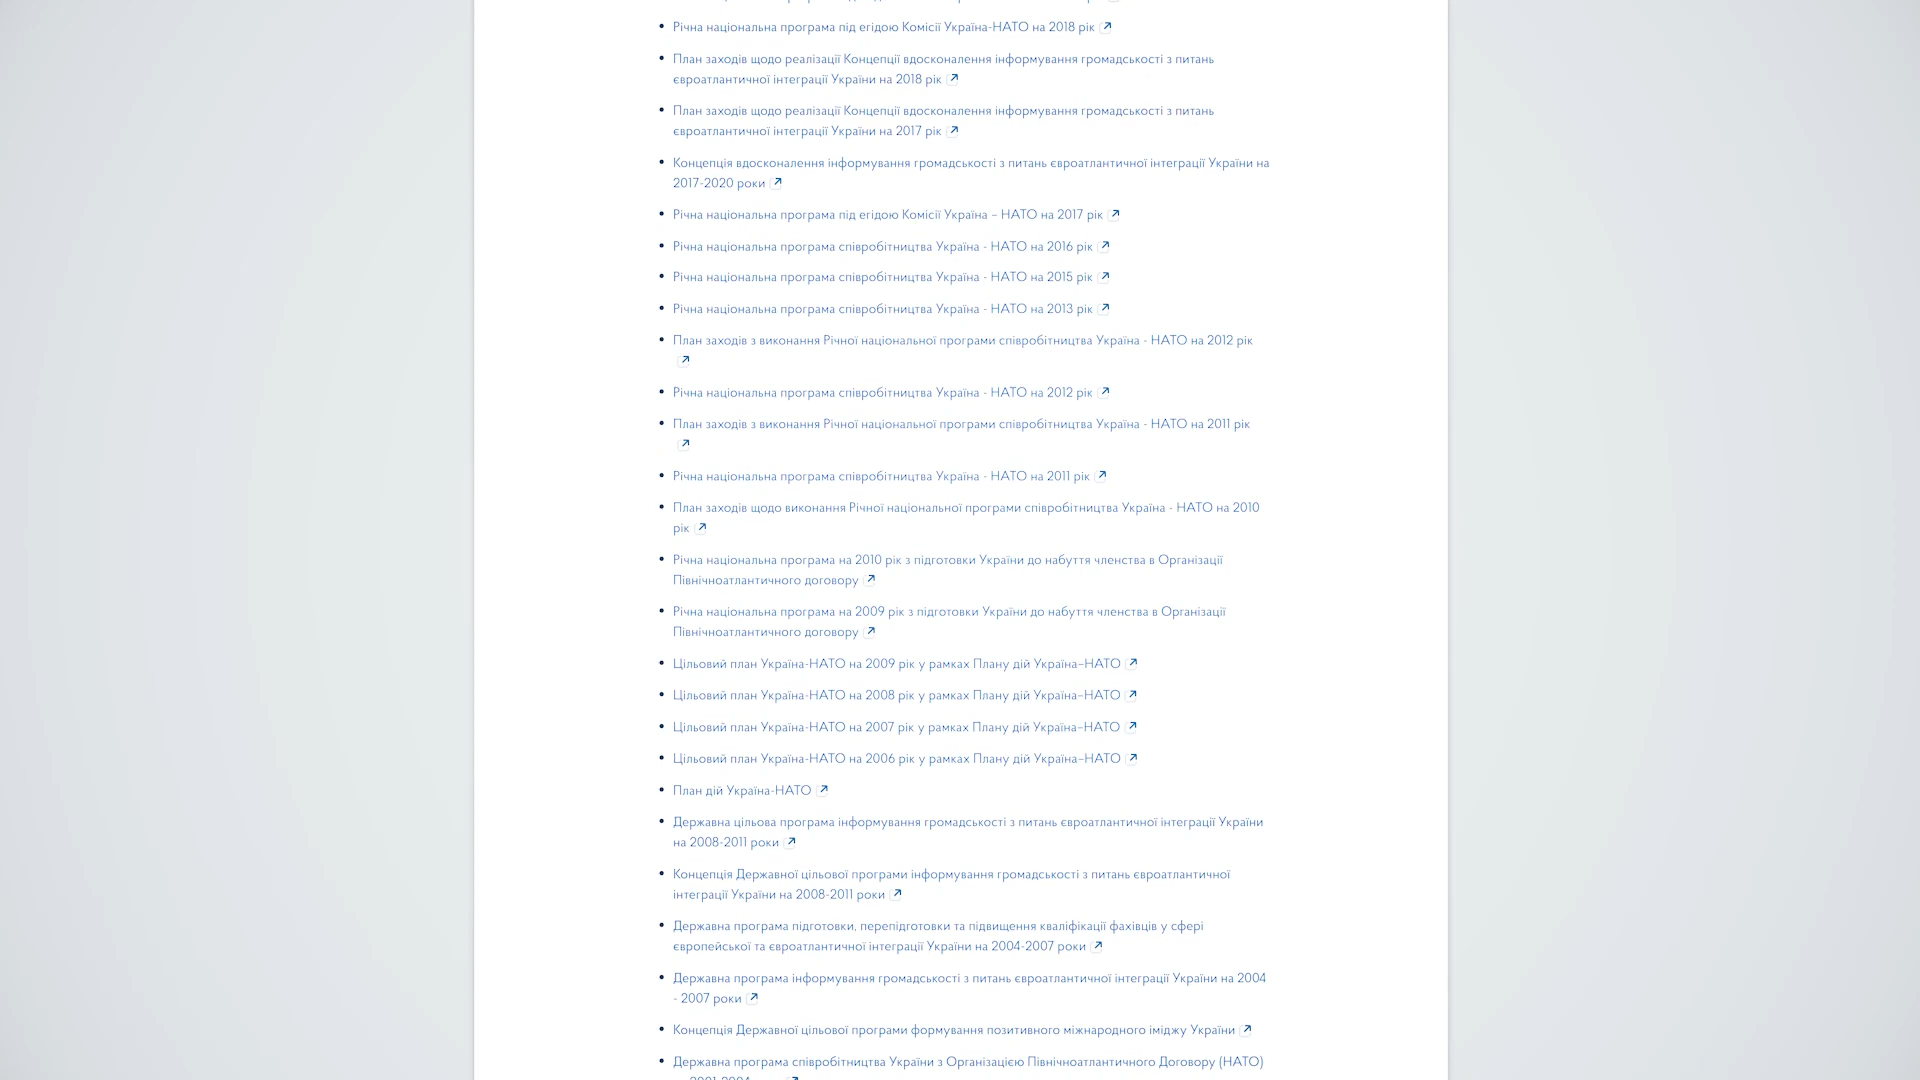 Річна національна програма під егідою Комісії Україна-НАТО на 2018 рік
План заходів щодо реалізації Концепції вдосконалення інформування громадськості з питань
євроатлантичної інтеграції України на 2018 рік
План заходів щодо реалізації Концепції вдосконалення інформування громадськості з питань
євроатлантичної інтеграції України на 2017 рік
Концепція вдосконалення інформування громадськості з питань євроатлантичної інтеграції України на
2017-2020 роки
Річна національна програма під егідою Комісії Україна – НАТО на 2017 рік
Річна національна програма співробітництва Україна - НАТО на 2016 рік
Річна національна програма співробітництва Україна - НАТО на 2015 рік
Річна національна програма співробітництва Україна - НАТО на 2013 рік
План заходів з виконання Річної національної програми співробітництва Україна - НАТО на 2012 рік
Річна національна програма співробітництва Україна - НАТО на 2012 рік
План заходів з виконання Річної національної програми співробітництва Україна - НАТО на 2011 рік
Річна національна програма співробітництва Україна - НАТО на 2011 рік
План заходів щодо виконання Річної національної програми співробітництва Україна - НАТО на 2010
рік
Річна національна програма на 2010 рік з підготовки України до набуття членства в Організації
Північноатлантичного договору
Річна національна програма на 2009 рік з підготовки України до набуття членства в Організації
Північноатлантичного договору
Цільовий план Україна-НАТО на 2009 рік у рамках Плану дій Україна–НАТО
Цільовий план Україна-НАТО на 2008 рік у рамках Плану дій Україна–НАТО
Цільовий план Україна-НАТО на 2007 рік у рамках Плану дій Україна–НАТО
Цільовий план Україна-НАТО на 2006 рік у рамках Плану дій Україна–НАТО
План дій Україна-НАТО
Державна цільова програма інформування громадськості з питань євроатлантичної інтеграції України
на 2008-2011 роки
Концепція Державної цільової програми інформування громадськості з питань євроатлантичної
інтеграції України на 2008-2011 роки
Державна програма підготовки, перепідготовки та підвищення кваліфікації фахівців у сфері
європейської та євроатлантичної інтеграції України на 2004-2007 роки
Державна програма інформування громадськості з питань євроатлантичної інтеграції України на 2004
- 2007 роки
Концепція Державної цільової програми формування позитивного міжнародного іміджу України
Державна програма співробітництва України з Організацією Північноатлантичного Договору (НАТО)